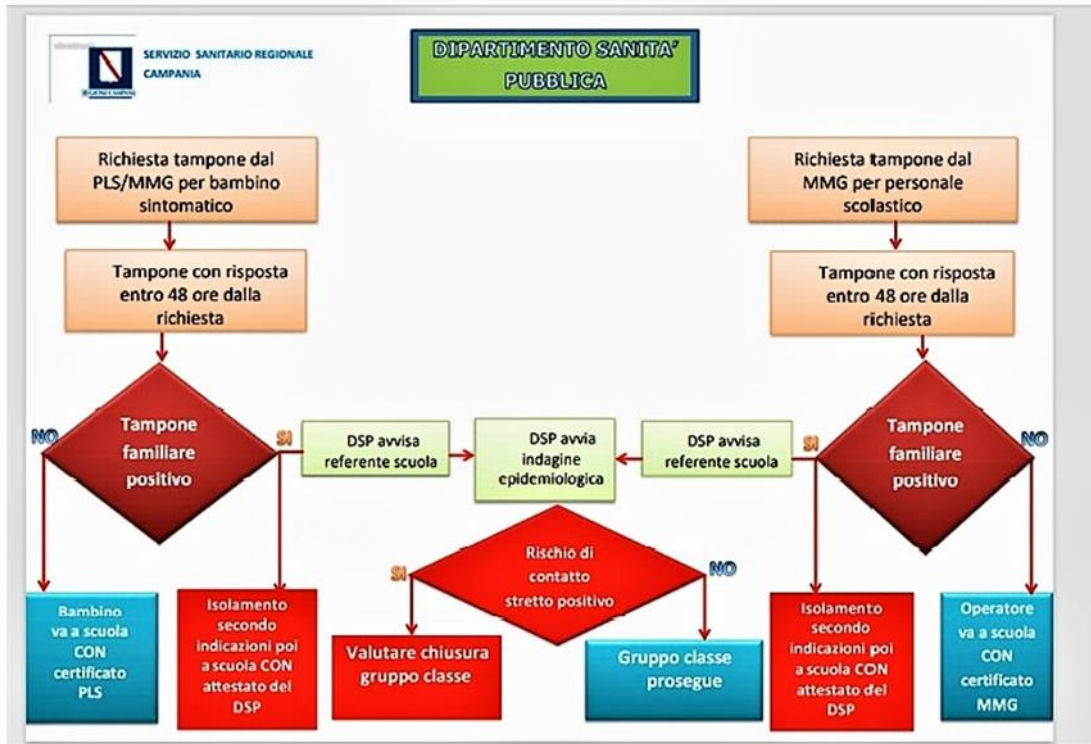 SERVIZIO SANITARIO REGIONALE
CAMPANIA
DIPARTIMENTO SANITA'
PUBBLICA
Richiesta tampone dal
PLS/MMG per bambino
sintomatico
Richiesta tampone dal
MMG per personale
scolastico
Tampone con risposta
entro 48 ore dalla
richiesta
Tampone con risposta
entro 48 ore dalla
richiesta
NO
Tampone
familiare
positivo
SI
DSP avvisa
referente scuola
DSP avvia
indagine
epidemiologica
DSP avvisa
referente scuola
SI
Tampone
familiare
positivo
NO
SI
Rischio di
contatto
stretto positivo
NO
Bambino
va a scuola
CON
certificato
PLS
Isolamento
secondo
indicazioni poi
a scuola CON
attestato del
DSP
Valutare chiusura
gruppo classe
Gruppo classe
prosegue
Isolamento
secondo
indicazioni poi
a scuola CON
attestato del
DSP
Operatore
va a scuola
CON
certificato
MMG